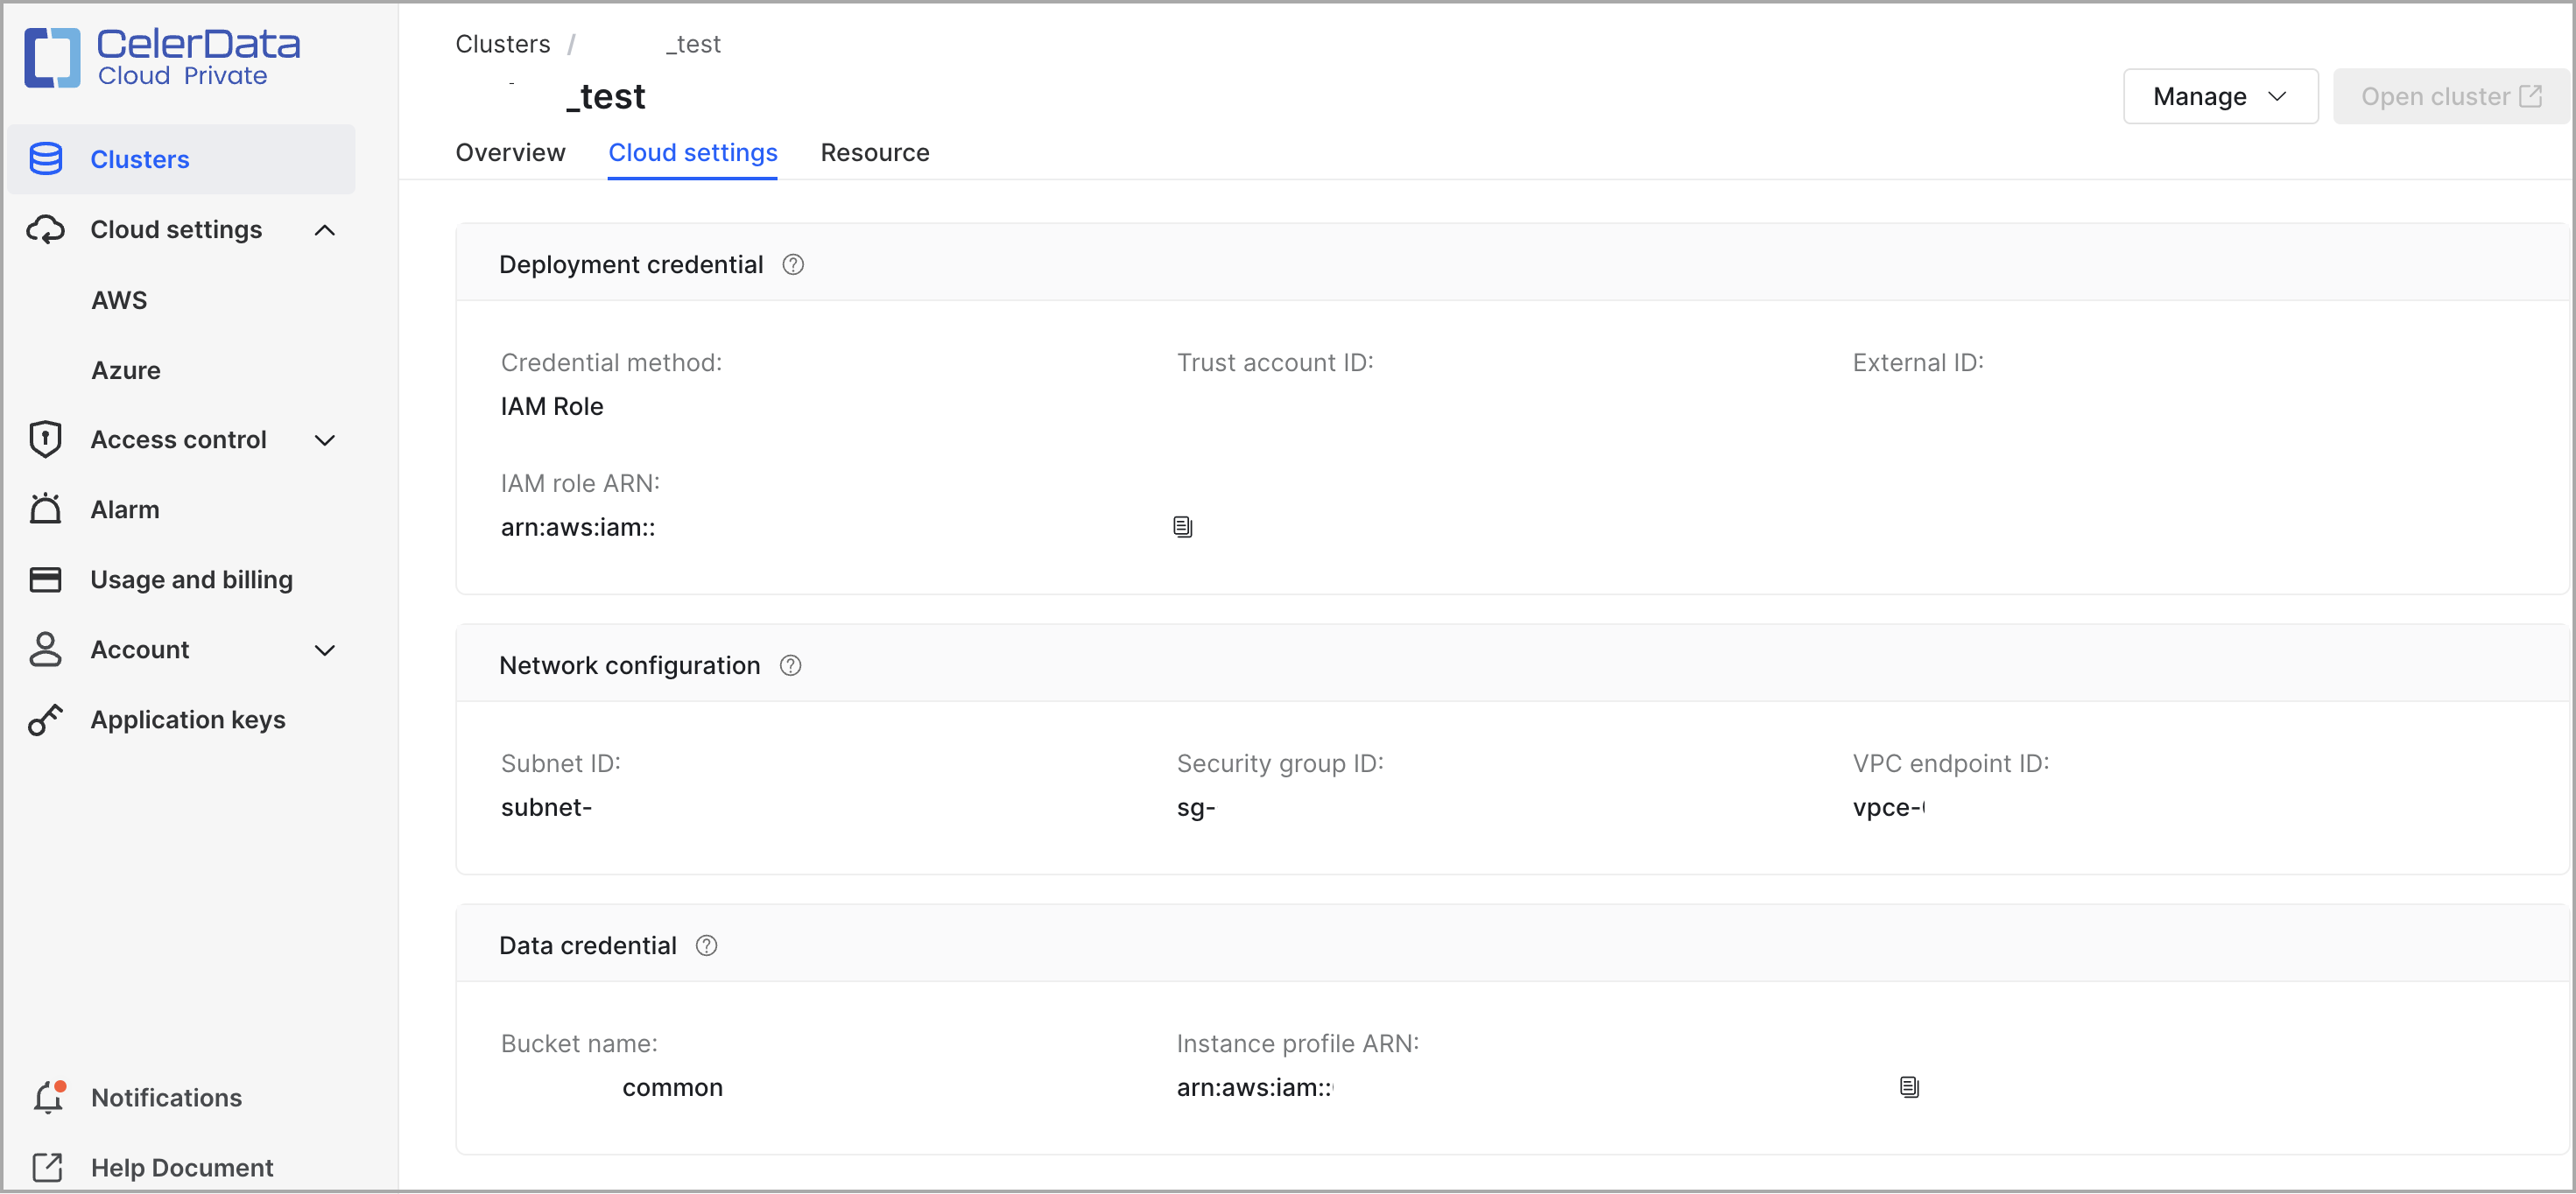 CelerData
Cloud Private
Clusters
Cloud settings
AWS
Azure
Access control
Alarm
Usage and billing
Account
Application keys
Notifications
Help Document
Clusters / _test
_test
Manage
Open cluster
Overview
Cloud settings
Resource
Deployment credential
Credential method:
IAM Role
Trust account ID:
External ID:
IAM role ARN:
arn:aws:iam::
Network configuration
Subnet ID:
subnet-
Security group ID:
sg-
VPC endpoint ID:
vpce-
Data credential
Bucket name:
common
Instance profile ARN:
arn:aws:iam::